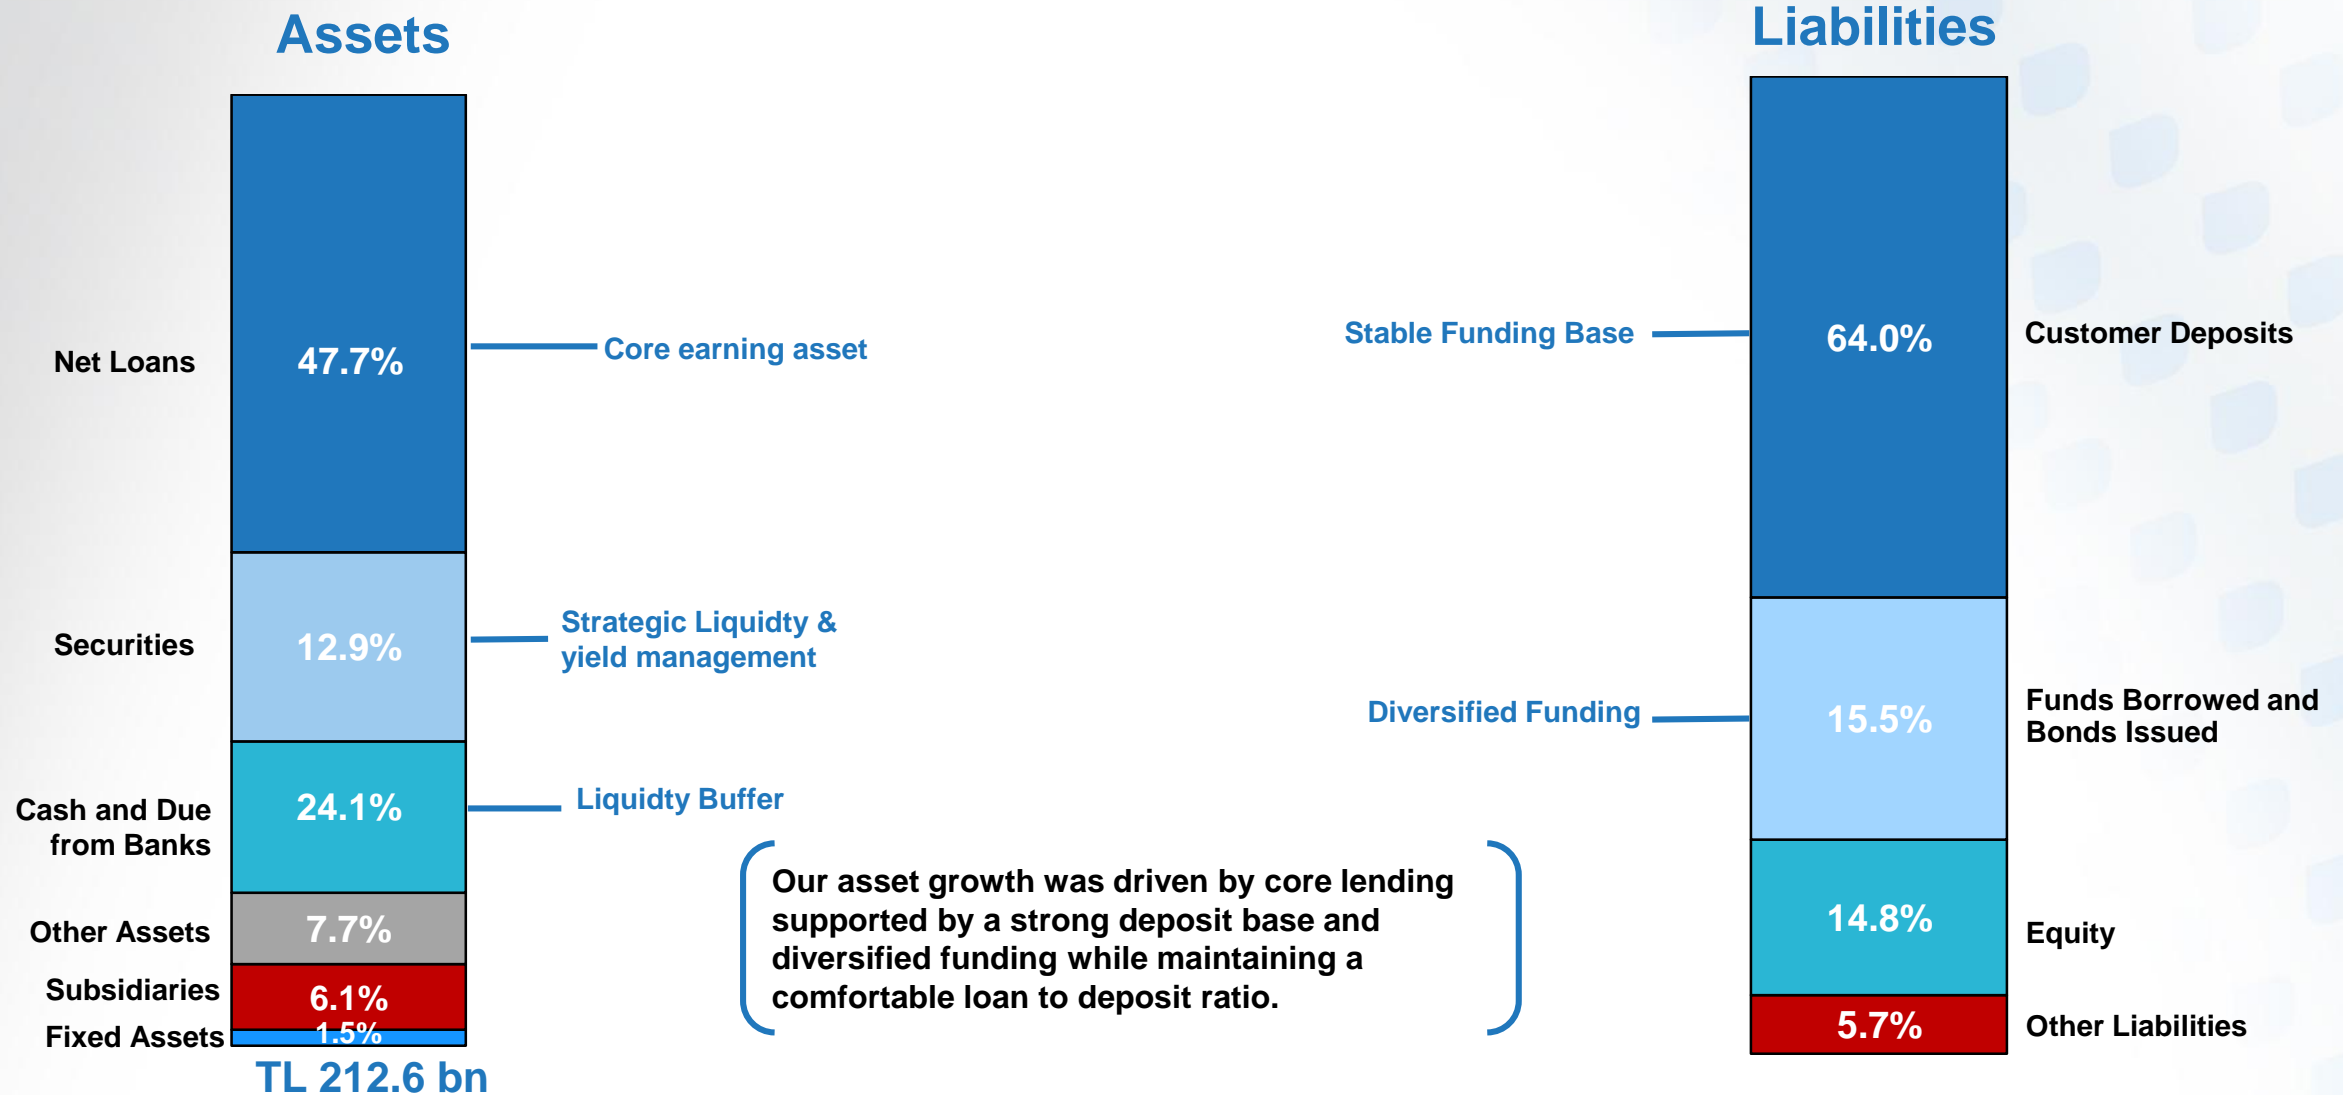 Assets
Net Loans
47.7%
Core earning asset
Securities
12.9%
Strategic Liquidty &
yield management
Cash and Due
from Banks
24.1%
Liquidty Buffer
Other Assets
7.7%
Subsidiaries
6.1%
Fixed Assets
1.5%
TL 212.6 bn
Our asset growth was driven by core lending
supported by a strong deposit base and
diversified funding while maintaining a
comfortable loan to deposit ratio.
Liabilities
Stable Funding Base
64.0%
Customer Deposits
Diversified Funding
15.5%
Funds Borrowed and
Bonds Issued
14.8%
Equity
5.7%
Other Liabilities